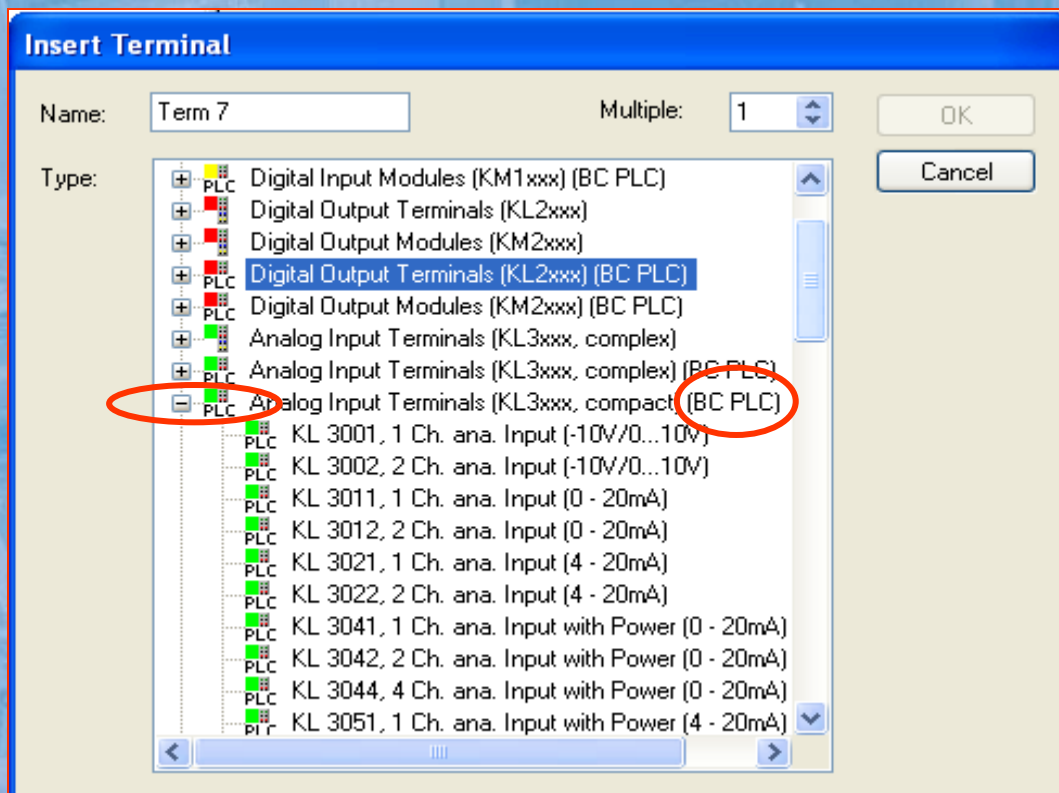 Insert Terminal
Name: Term 7 Multiple: 1 OK
Type: Cancel
PLC Digital Input Modules (KM1xxx) (BC PLC)
Digital Output Terminals (KL2xxx)
Digital Output Modules (KM2xxx)
PLC Digital Output Terminals (KL2xxx) (BC PLC)
PLC Digital Output Modules (KM2xxx) (BC PLC)
Analog Input Terminals (KL3xxx, complex)
PLC Analog Input Terminals (KL3xxx, complex) (BC PLC)
PLC Analog Input Terminals (KL3xxx, compact) (BC PLC)
PLC KL 3001, 1 Ch. ana. Input (-10V/0...10V)
PLC KL 3002, 2 Ch. ana. Input (-10V/0...10V)
PLC KL 3011, 1 Ch. ana. Input (0 - 20mA)
PLC KL 3012, 2 Ch. ana. Input (0 - 20mA)
PLC KL 3021, 1 Ch. ana. Input (4 - 20mA)
PLC KL 3022, 2 Ch. ana. Input (4 - 20mA)
PLC KL 3041, 1 Ch. ana. Input with Power (0 - 20mA)
PLC KL 3042, 2 Ch. ana. Input with Power (0 - 20mA)
PLC KL 3044, 4 Ch. ana. Input with Power (0 - 20mA)
PLC KL 3051, 1 Ch. ana. Input with Power (4 - 20mA)